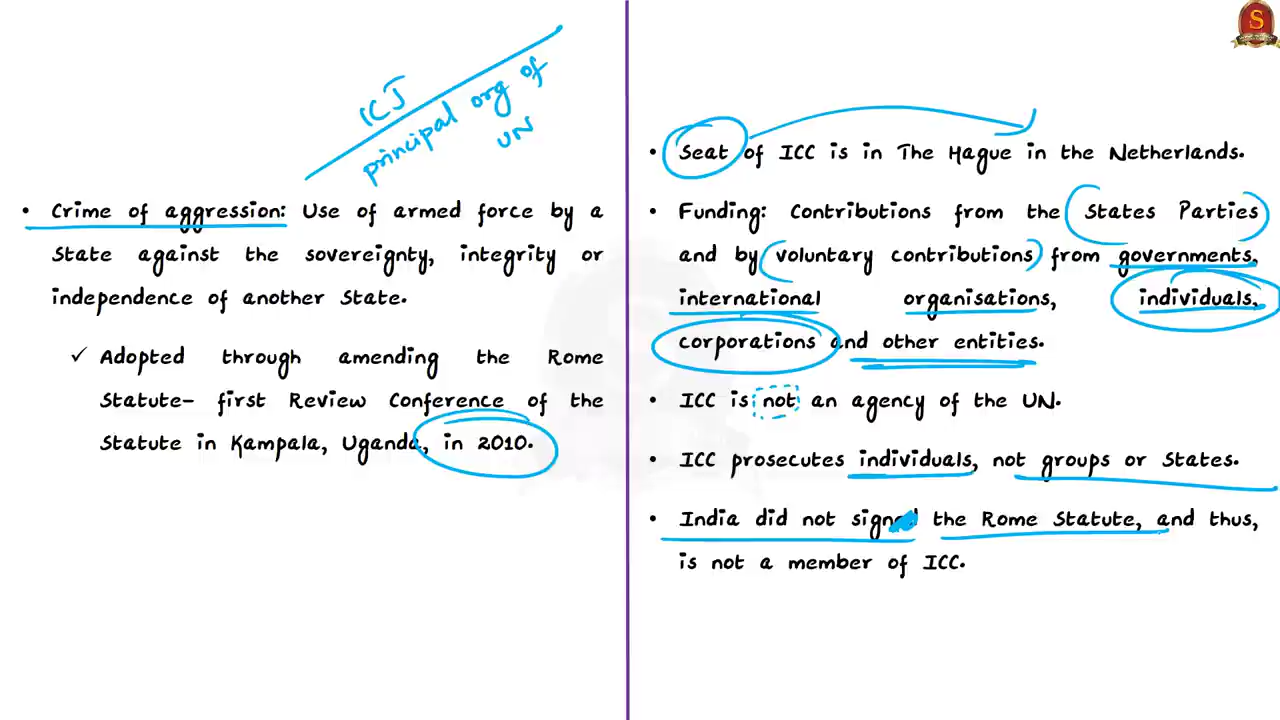 ICJ
principal org of
UN
• Crime of aggression: Use of armed force by a
State against the sovereignty, integrity or
independence of another State.
✓ Adopted through amending the Rome
Statute– first Review Conference of the
Statute in Kampala, Uganda, in 2010.
S
• Seat of ICC is in The Hague in the Netherlands.
• Funding: Contributions from the States Parties
and by voluntary contributions from governments,
international organisations, individuals,
corporations and other entities.
• ICC is not an agency of the UN.
• ICC prosecutes individuals, not groups or States.
• India did not sign the Rome Statute, and thus,
is not a member of ICC.